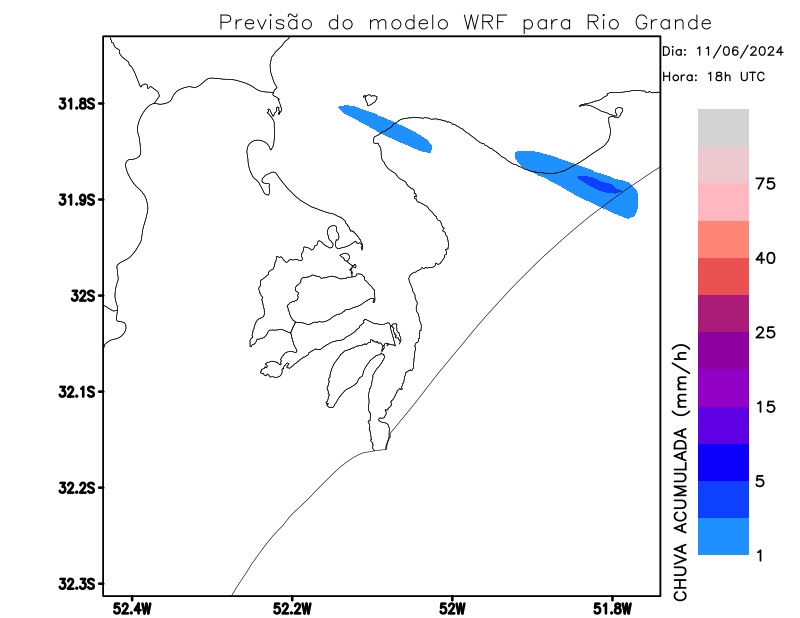 Previsão do modelo WRF para Rio Grande
Dia: 11/06/2024
Hora: 18h UTC
31.8S
31.9S
32S
32.1S
32.2S
32.3S
52.4W
52.2W
52W
51.8W
75
40
25
15
5
1
CHUVA ACUMULADA (mm/h)